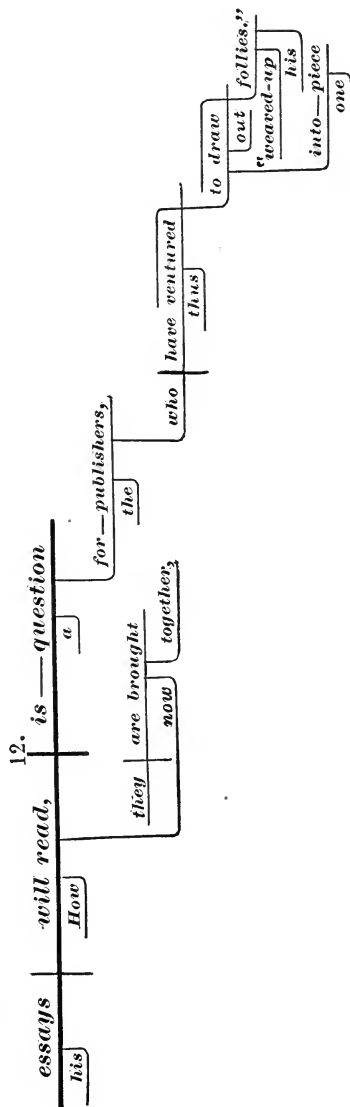 12.
essays will read, is—question
his How a for—publishers,
the
they are brought
now together,
who have ventured
thus
to draw
out follies."
"weaved-up
his
into—piece
one